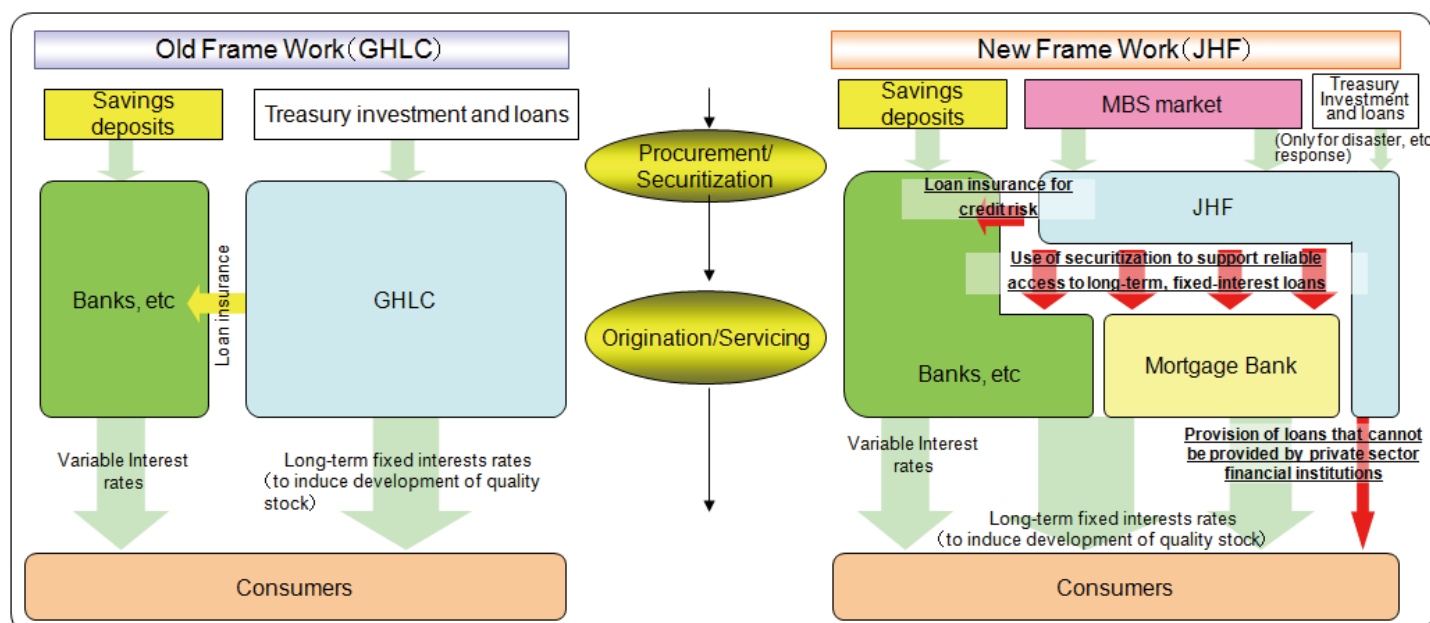 Old Frame Work（GHLC）
Savings
deposits
Treasury investment and loans
Banks, etc
Loan insurance
GHLC
Variable Interest
rates
Long-term fixed interests rates
（to induce development of quality
stock）
Consumers
Procurement/
Securitization
Origination/Servicing
New Frame Work（JHF）
Savings
deposits
MBS market
Treasury
Investment
and loans
(Only for disaster, etc
response)
Loan insurance for
credit risk
JHF
Use of securitization to support reliable
access to long-term, fixed-interest loans
Banks, etc
Mortgage Bank
Variable Interest
rates
Provision of loans that cannot
be provided by private sector
financial institutions
Long-term fixed interests rates
（to induce development of quality stock）
Consumers